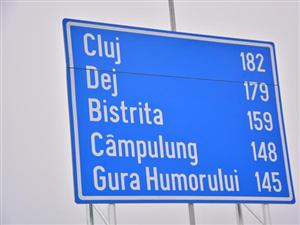 Cluj 182
Dej 179
Bistrita 159
Câmpulung 148
Gura Humorului 145